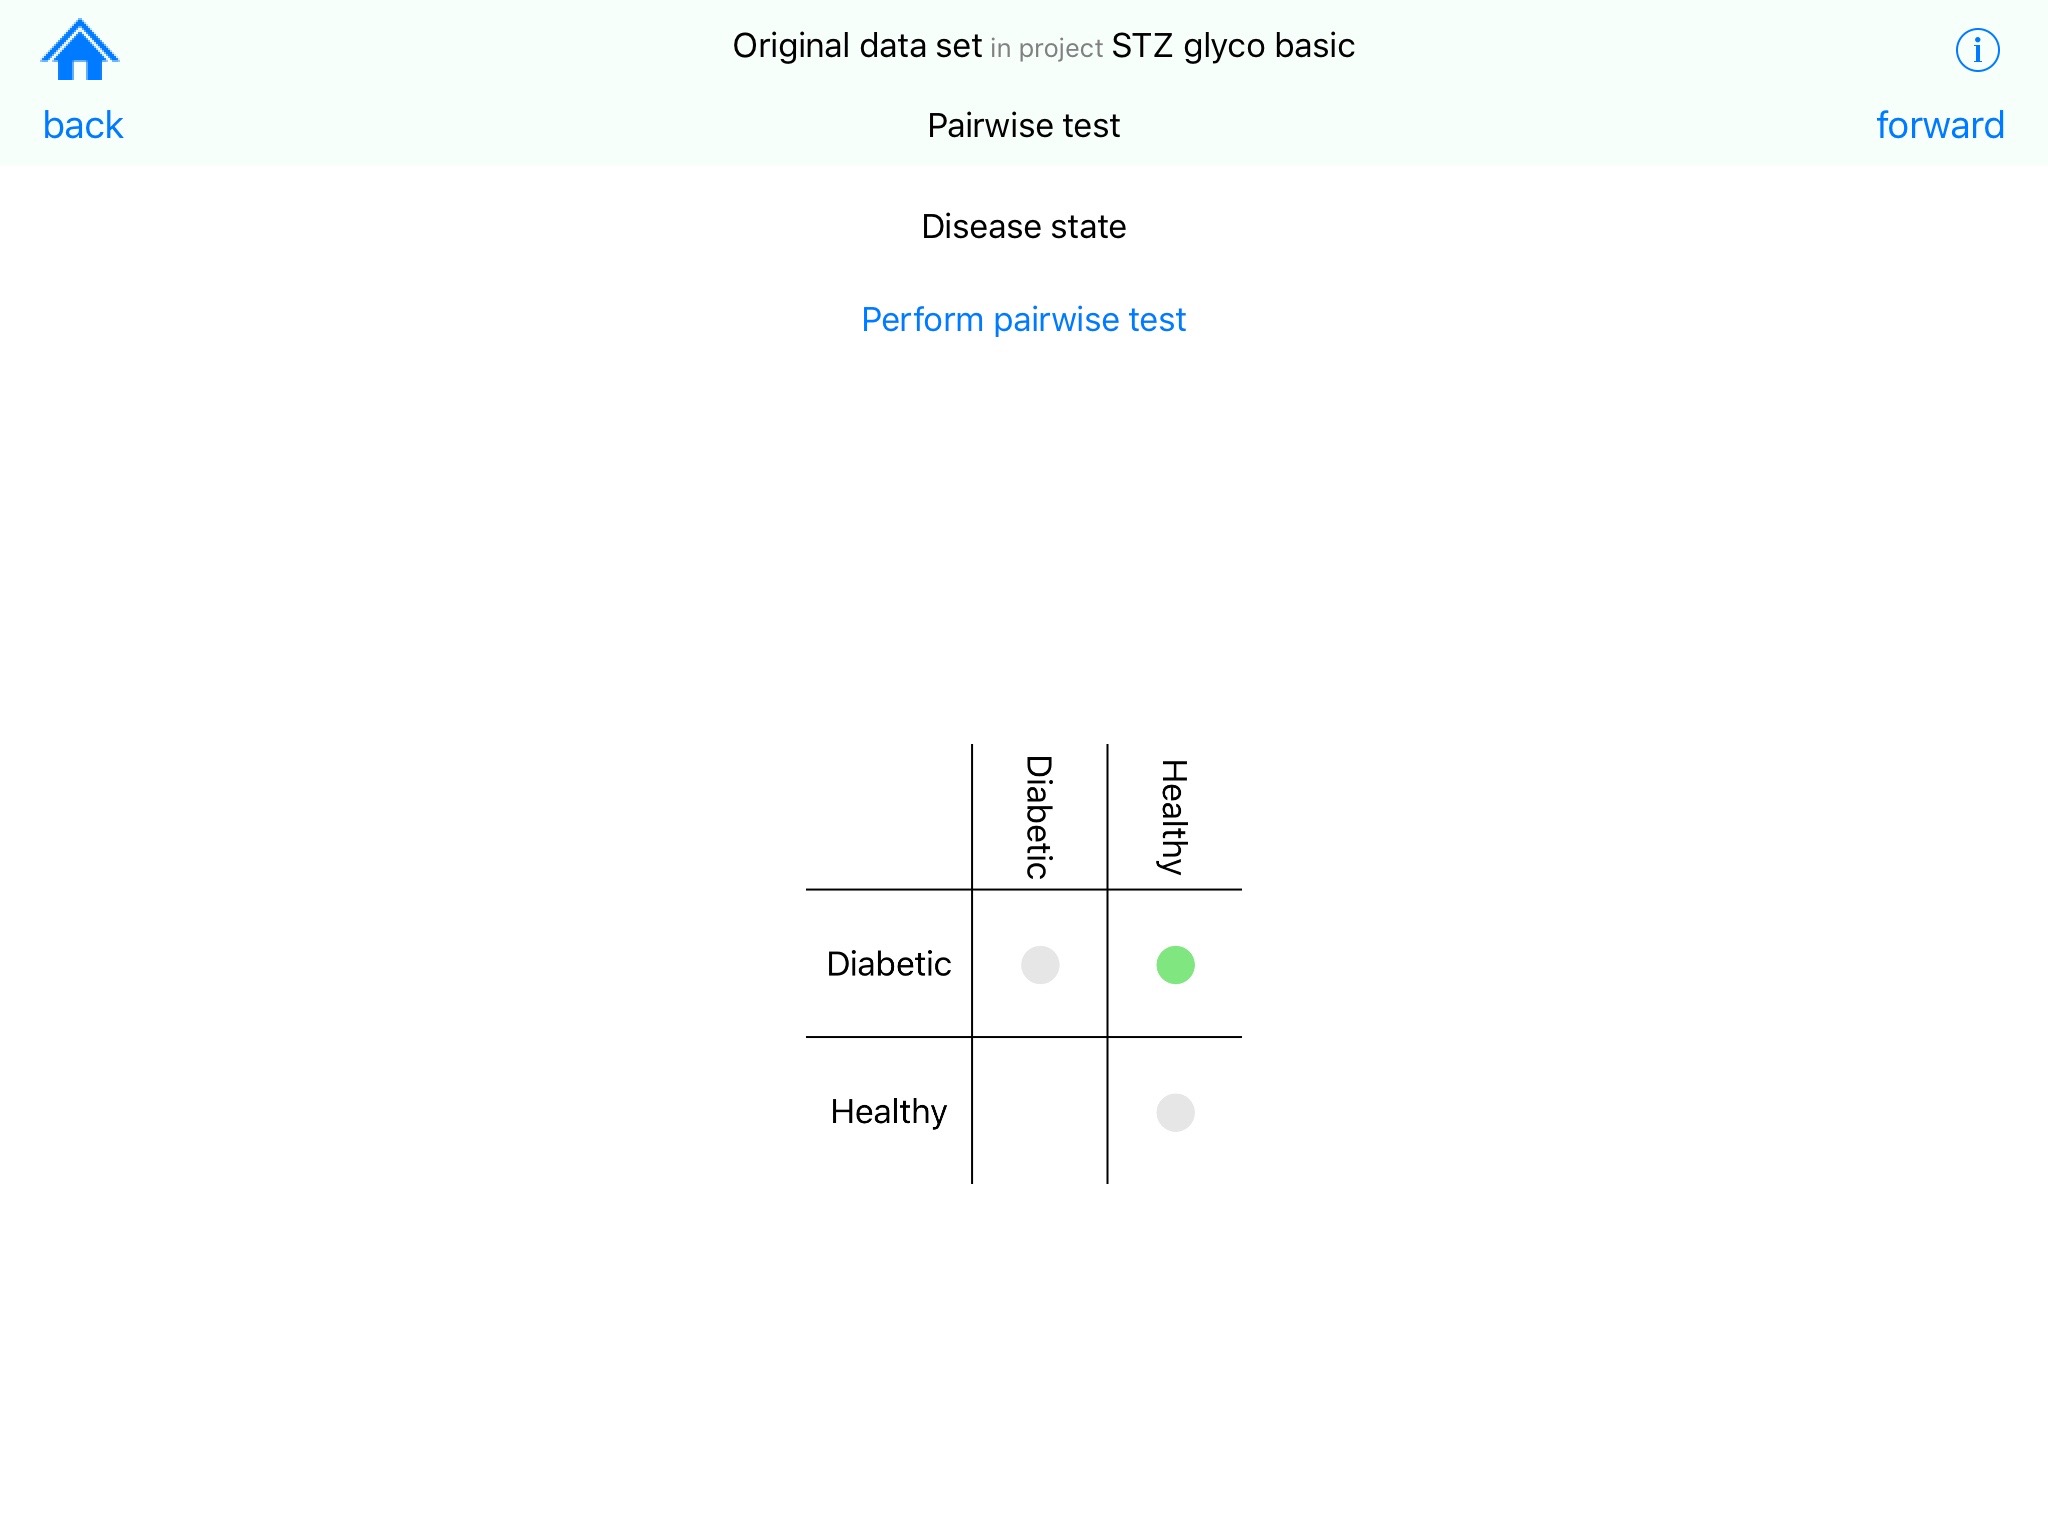 Original data set in project STZ glyco basic
i
back Pairwise test forward
Disease state
Perform pairwise test
Diabetic Healthy
Diabetic
Healthy